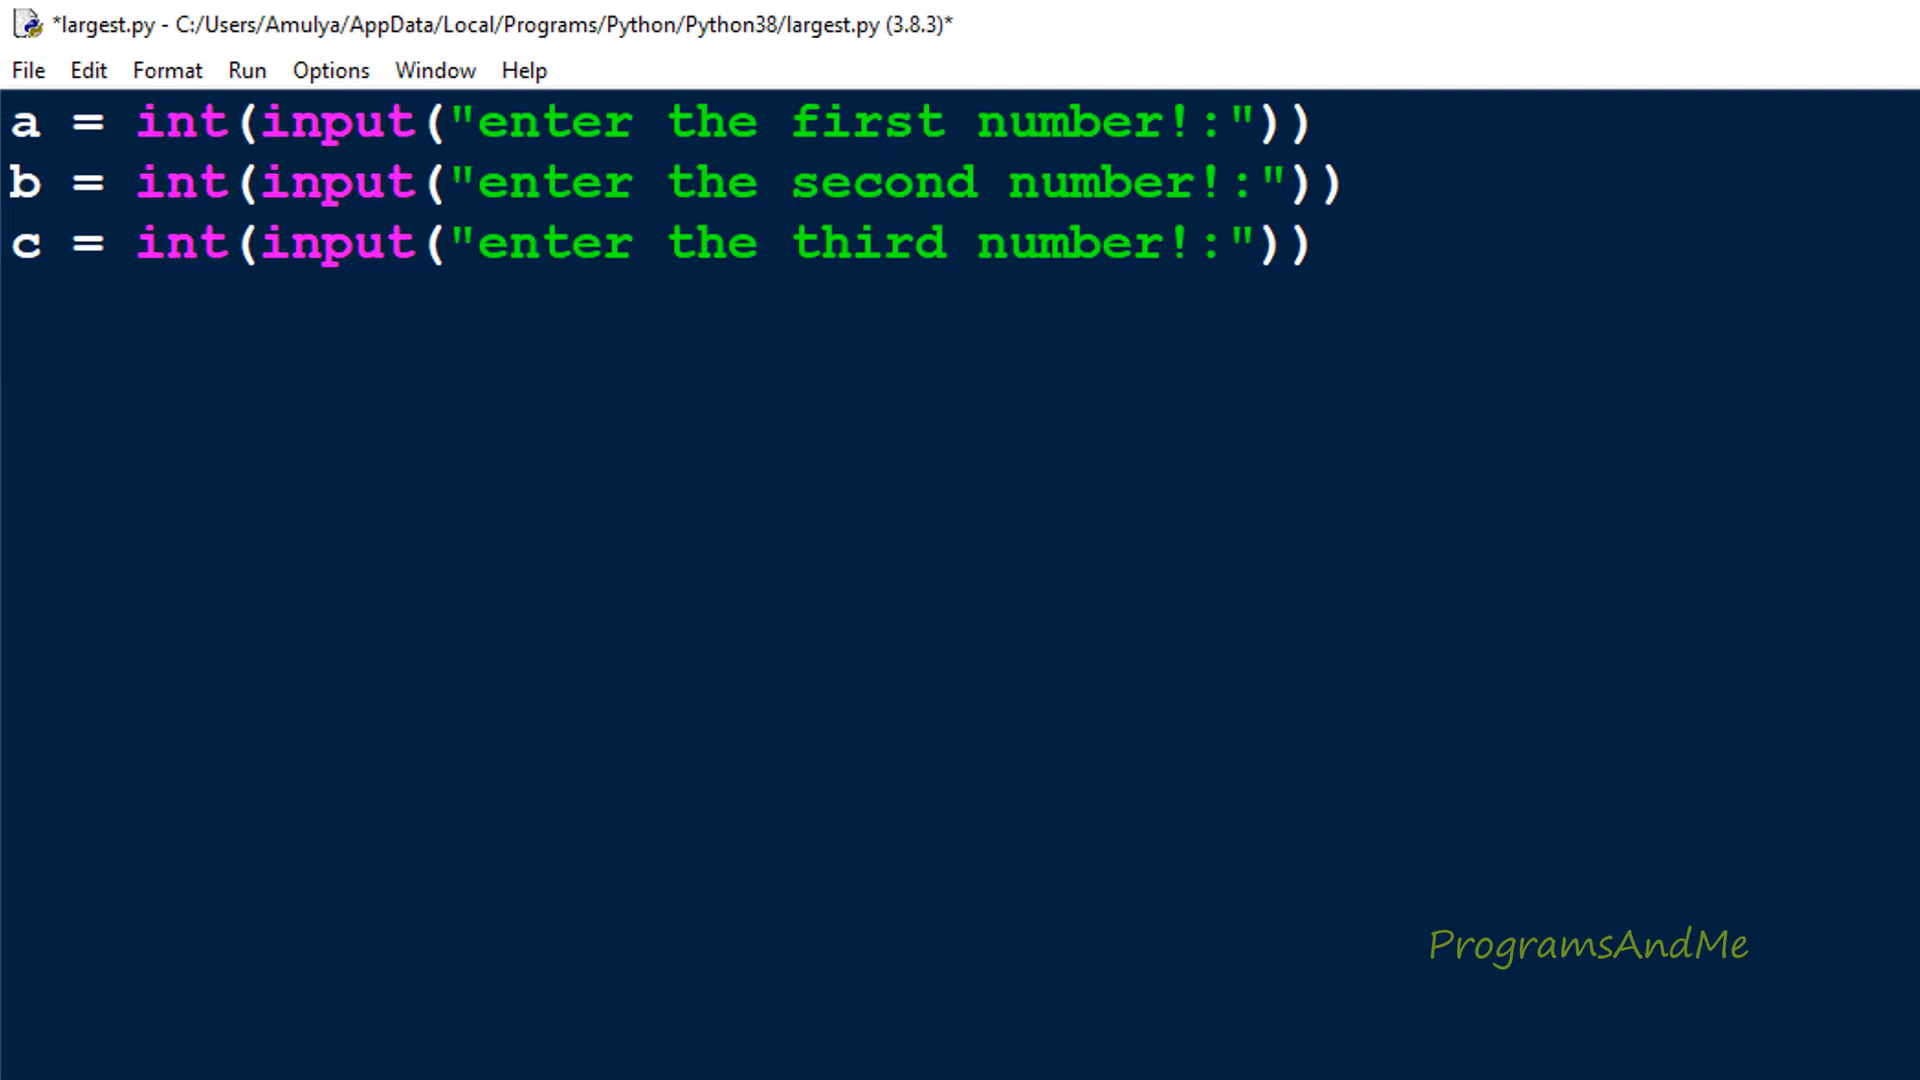 *largest.py - C:/Users/Amulya/AppData/Local/Programs/Python/Python38/largest.py (3.8.3)*
File Edit Format Run Options Window Help
a = int(input("enter the first number!:"))
b = int(input("enter the second number!:"))
c = int(input("enter the third number!:"))
ProgramsAndMe